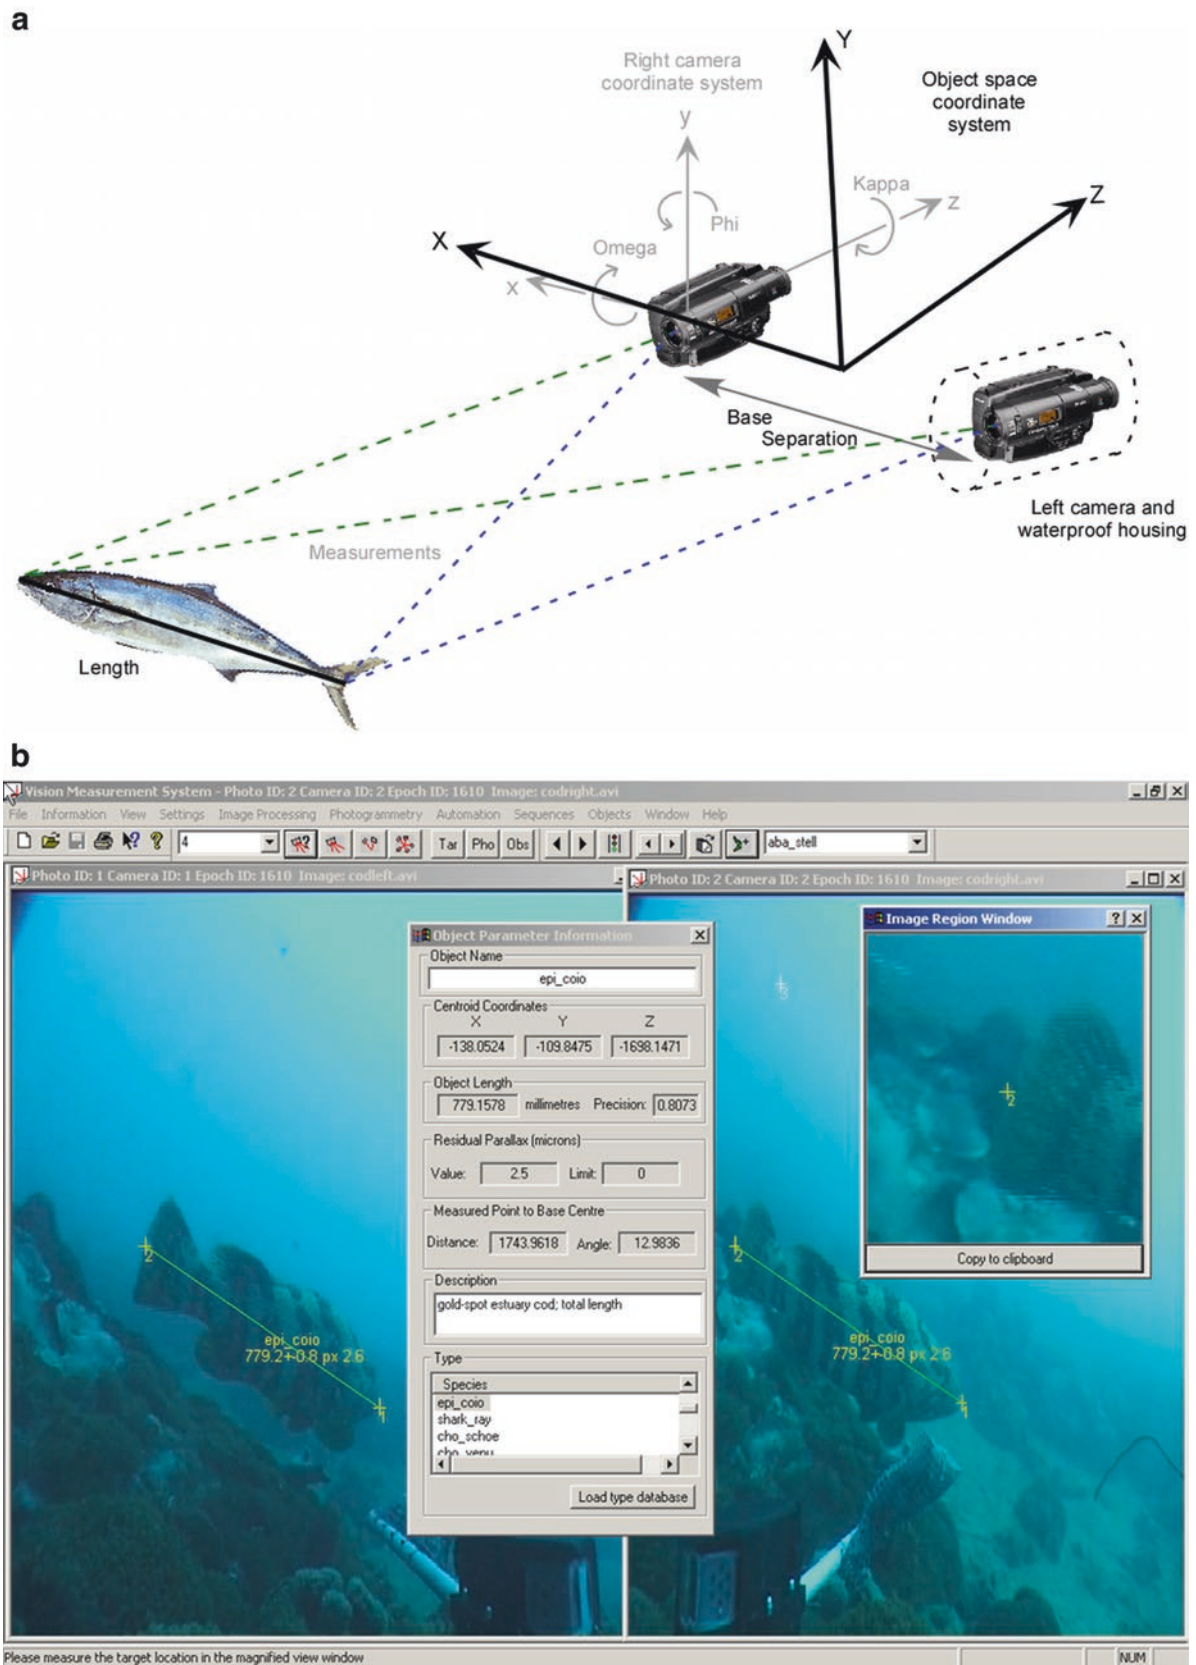 a
Right camera
coordinate system
y
Y
Object space
coordinate
system
Kappa
z
Z
Phi
X
Omega
x
Base
Separation
Left camera and
waterproof housing
Measurements
Length
b
Vision Measurement System - Photo ID: 2 Camera ID: 2 Epoch ID: 1610 Image: codright.avi
File Information View Settings Image Processing Photogrammetry Automation Sequences Objects Window Help
4 Tar Pho Obs aba_stell
Photo ID: 1 Camera ID: 1 Epoch ID: 1610 Image: codleft.avi
Photo ID: 2 Camera ID: 2 Epoch ID: 1610 Image: codright.avi
Object Parameter Information
Object Name
epi_coio
Centroid Coordinates
X Y Z
-138.0524 -109.8475 -1698.1471
Object Length
779.1578 millimetres Precision: 0.8073
Residual Parallax (microns)
Value: 2.5 Limit: 0
Measured Point to Base Centre
Distance: 1743.9618 Angle: 12.9836
Description
gold-spot estuary cod; total length
Type
Species
epi_coio
shark_ray
cho_schoe
cho_venu
Load type database
Image Region Window
2
Copy to clipboard
3
2
epi_coio
779.2+-0.8 px 2.6
1
2
epi_coio
779.2+-0.8 px 2.6
1
Please measure the target location in the magnified view window
NUM